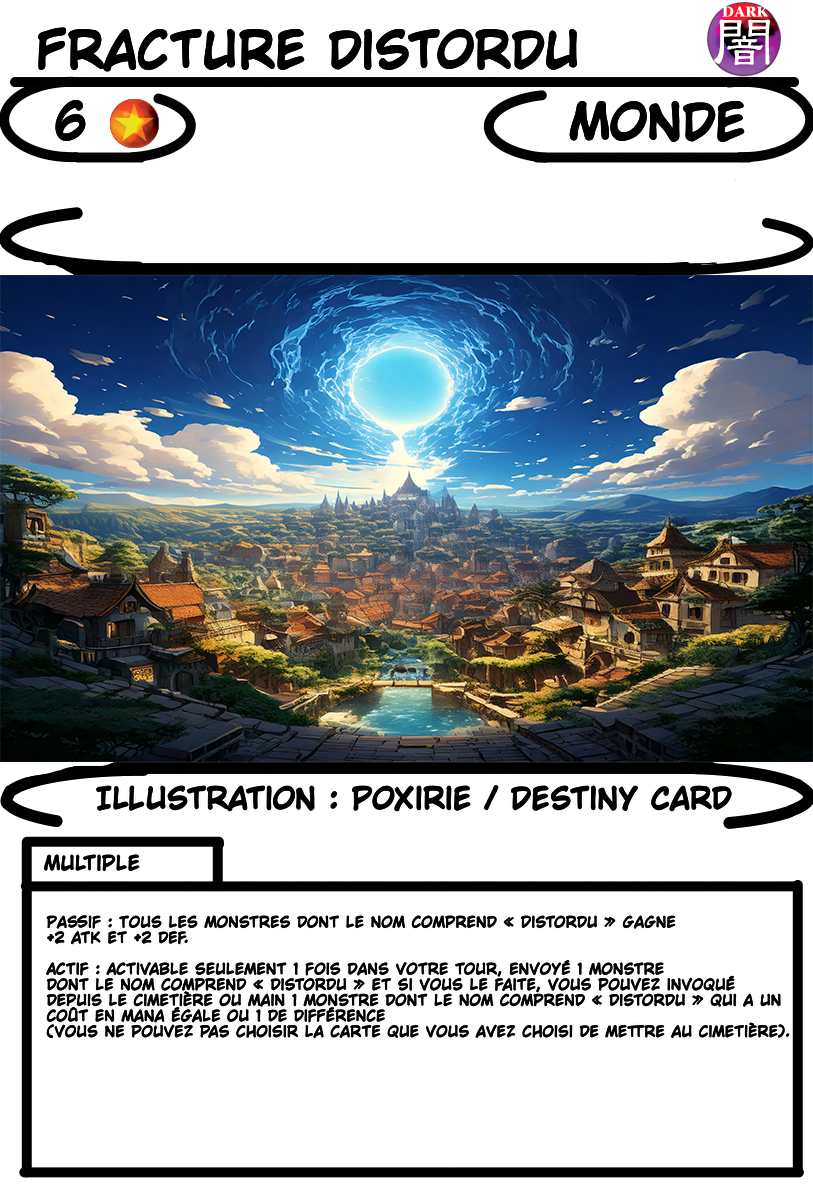 DARK
闇
FRACTURE DISTORDU
6
MONDE
ILLUSTRATION : POXIRIE / DESTINY CARD
MULTIPLE
PASSIF : TOUS LES MONSTRES DONT LE NOM COMPREND « DISTORDU » GAGNE
+2 ATK ET +2 DEF.
ACTIF : ACTIVABLE SEULEMENT 1 FOIS DANS VOTRE TOUR, ENVOYÉ 1 MONSTRE
DONT LE NOM COMPREND « DISTORDU » ET SI VOUS LE FAITE, VOUS POUVEZ INVOQUÉ
DEPUIS LE CIMETIÈRE OU MAIN 1 MONSTRE DONT LE NOM COMPREND « DISTORDU » QUI A UN
COÛT EN MANA ÉGALE OU 1 DE DIFFÉRENCE
(VOUS NE POUVEZ PAS CHOISIR LA CARTE QUE VOUS AVEZ CHOISI DE METTRE AU CIMETIÈRE).